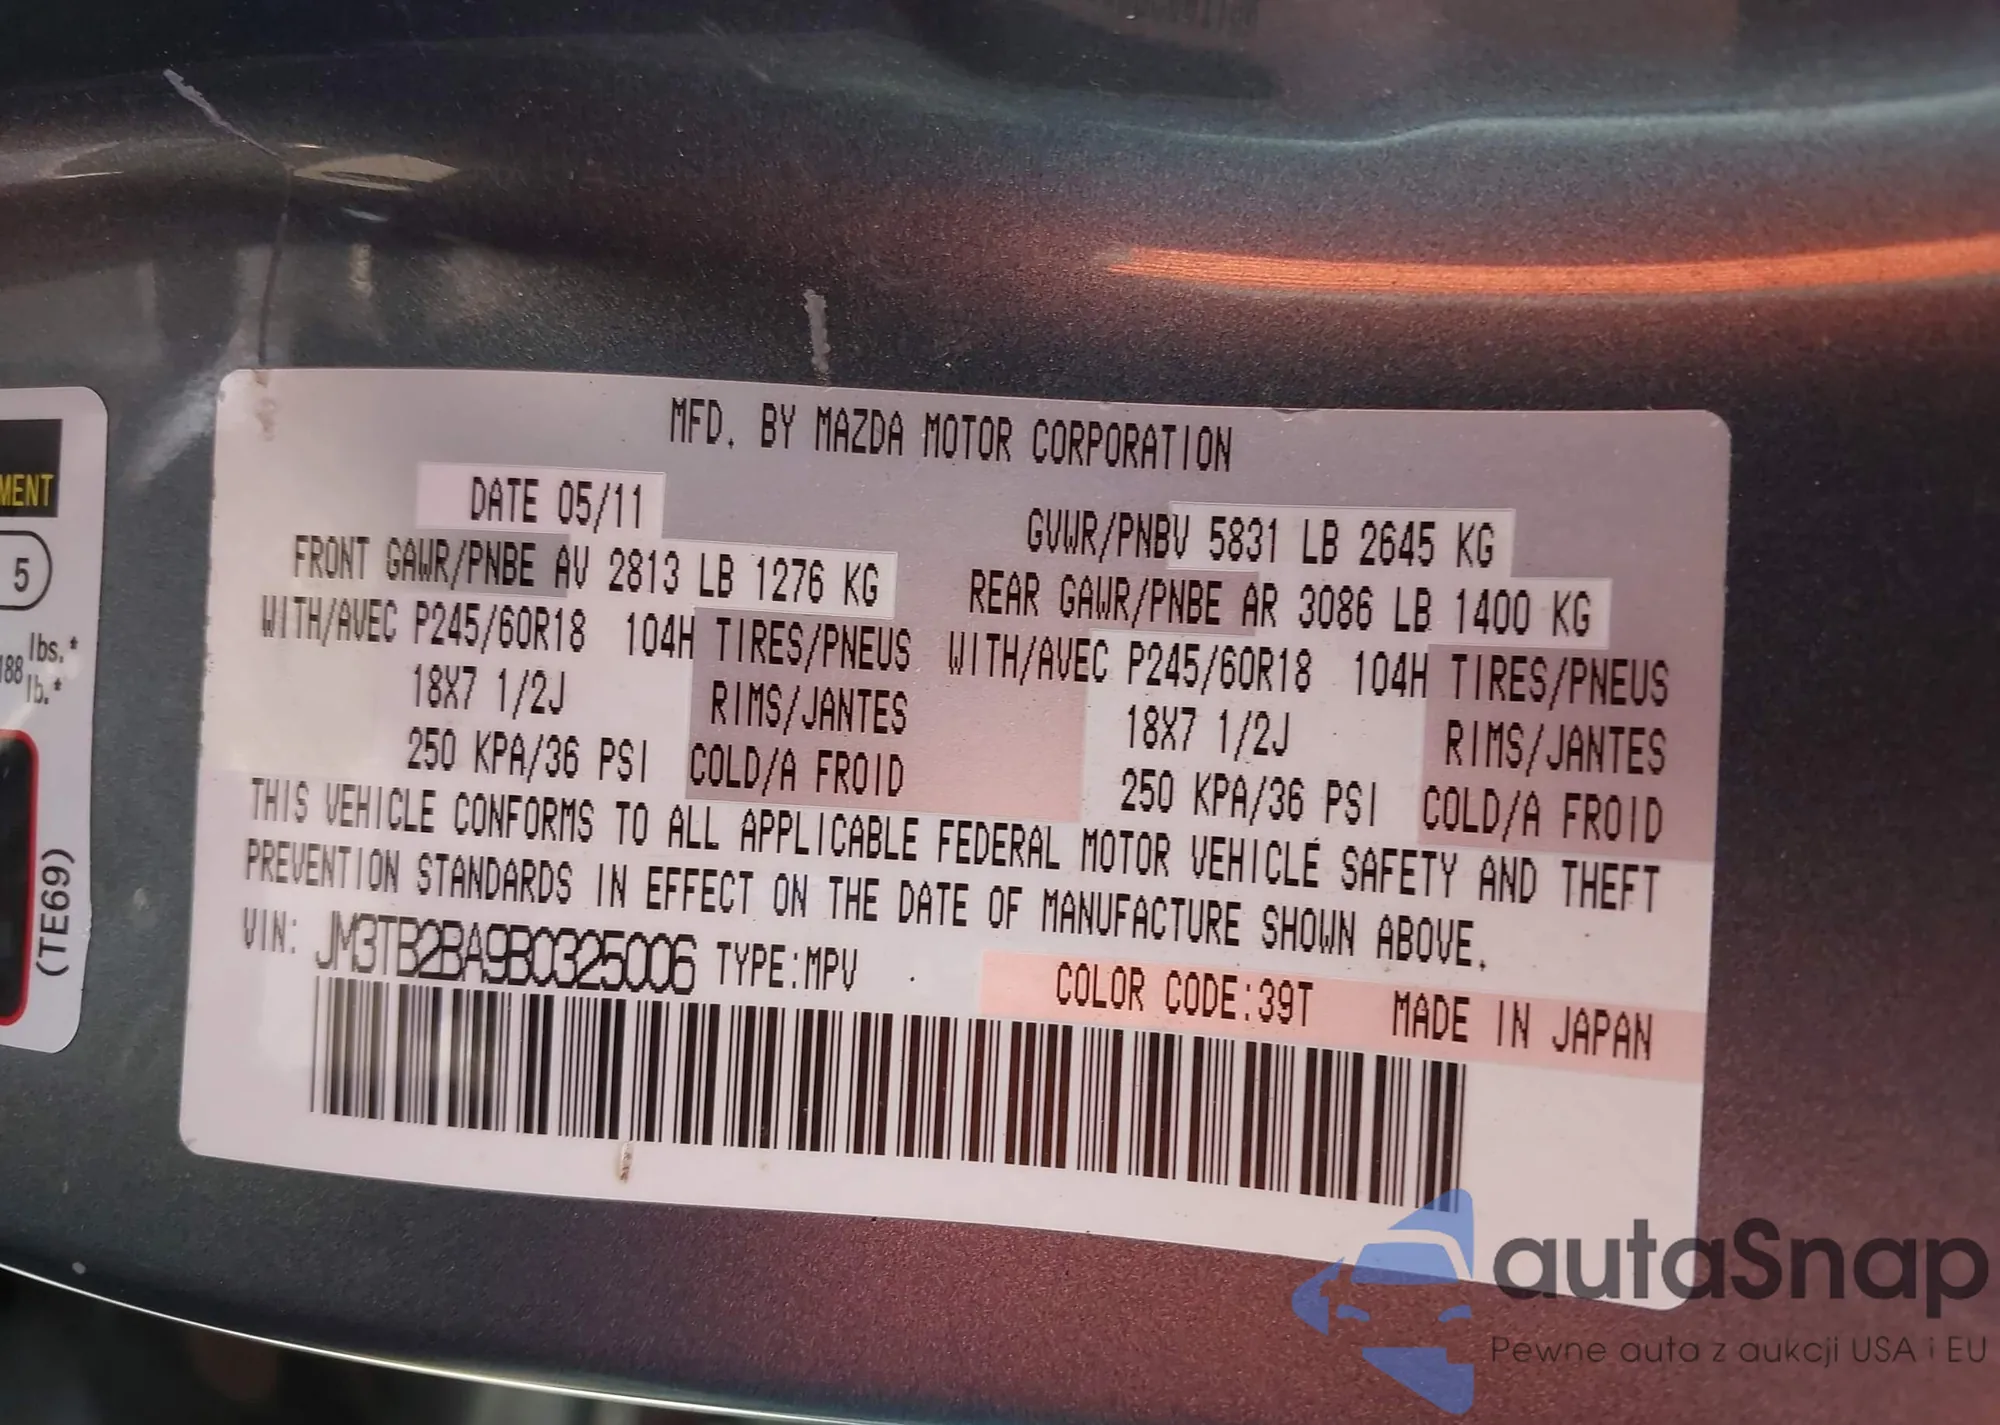 MFD. BY MAZDA MOTOR CORPORATION
DATE 05/11
GVWR/PNBV 5831 LB 2645 KG
FRONT GAWR/PNBE AV 2813 LB 1276 KG
REAR GAWR/PNBE AR 3086 LB 1400 KG
WITH/AVEC P245/60R18 104H TIRES/PNEUS
WITH/AVEC P245/60R18 104H TIRES/PNEUS
18X7 1/2J RIMS/JANTES
18X7 1/2J RIMS/JANTES
250 KPA/36 PSI COLD/A FROID
250 KPA/36 PSI COLD/A FROID
THIS VEHICLE CONFORMS TO ALL APPLICABLE FEDERAL MOTOR VEHICLE SAFETY AND THEFT
PREVENTION STANDARDS IN EFFECT ON THE DATE OF MANUFACTURE SHOWN ABOVE.
VIN: JM3TB2BA9B0325006 TYPE:MPV
COLOR CODE:39T MADE IN JAPAN
MENT
5
lbs.*
188
lb.*
(TE69)
autaSnap
Pewne auta z aukcji USA i EU